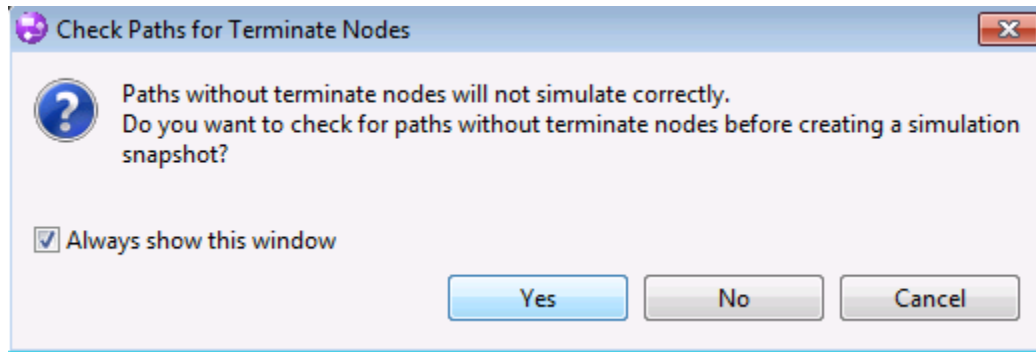 Check Paths for Terminate Nodes
Paths without terminate nodes will not simulate correctly.
Do you want to check for paths without terminate nodes before creating a simulation
snapshot?
Always show this window
Yes
No
Cancel